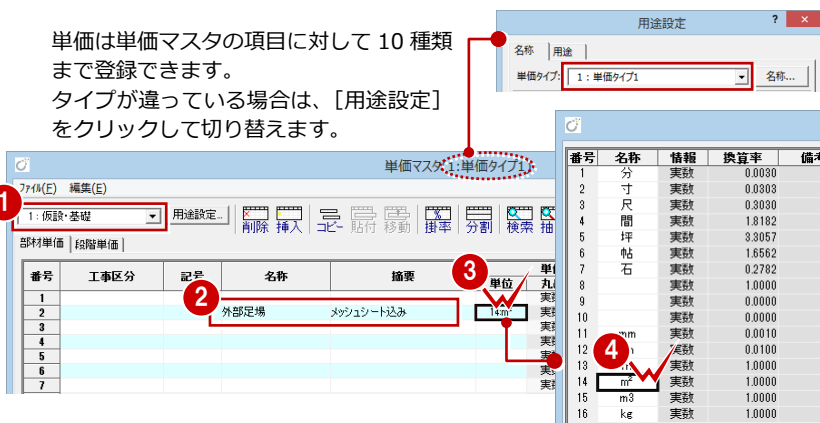 単価は単価マスタの項目に対して 10 種類
まで登録できます。
タイプが違っている場合は、[用途設定]
をクリックして切り替えます。
用途設定 ? ×
名称 用途
単価タイプ: 1：単価タイプ1 名称...
単価マスタ(1:単価タイプ1)
ファイル(F) 編集(E)
1
1：仮設・基礎 用途設定... 削除 挿入 コピー 貼付 移動 掛率 分割 検索 抽
部材単価 段階単価
番号 工事区分 記号 名称 摘要 単位
1
2 外部足場 メッシュシート込み 14:m² 実
3
4
5
6
7
2
3
番号 名称 情報 換算率
1 分 実数 0.0030
2 寸 実数 0.0303
3 尺 実数 0.3030
4 間 実数 1.8182
5 坪 実数 3.3057
6 帖 実数 1.6562
7 石 実数 0.2782
8 実数 1.0000
9 実数 0.0000
10 実数 0.0000
11 mm 実数 0.0010
12 実数 0.0100
13 実数 1.0000
14 m² 実数 1.0000
15 m3 実数 1.0000
16 kg 実数 1.0000
4